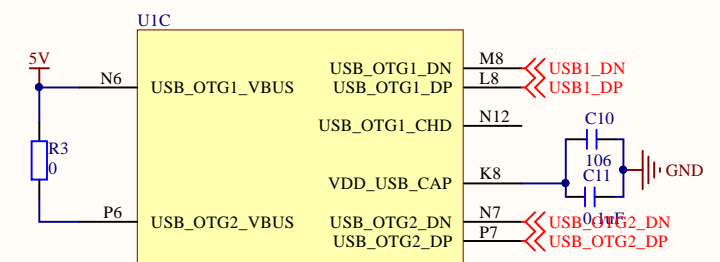 U1C
5V
N6
USB_OTG1_VBUS
USB_OTG1_DN
M8
USB1_DN
USB_OTG1_DP
L8
USB1_DP
USB_OTG1_CHD
N12
C10
R3
0
106
C11
GND
VDD_USB_CAP
K8
0.1uF
P6
USB_OTG2_VBUS
USB_OTG2_DN
N7
USB_OTG2_DN
USB_OTG2_DP
P7
USB_OTG2_DP